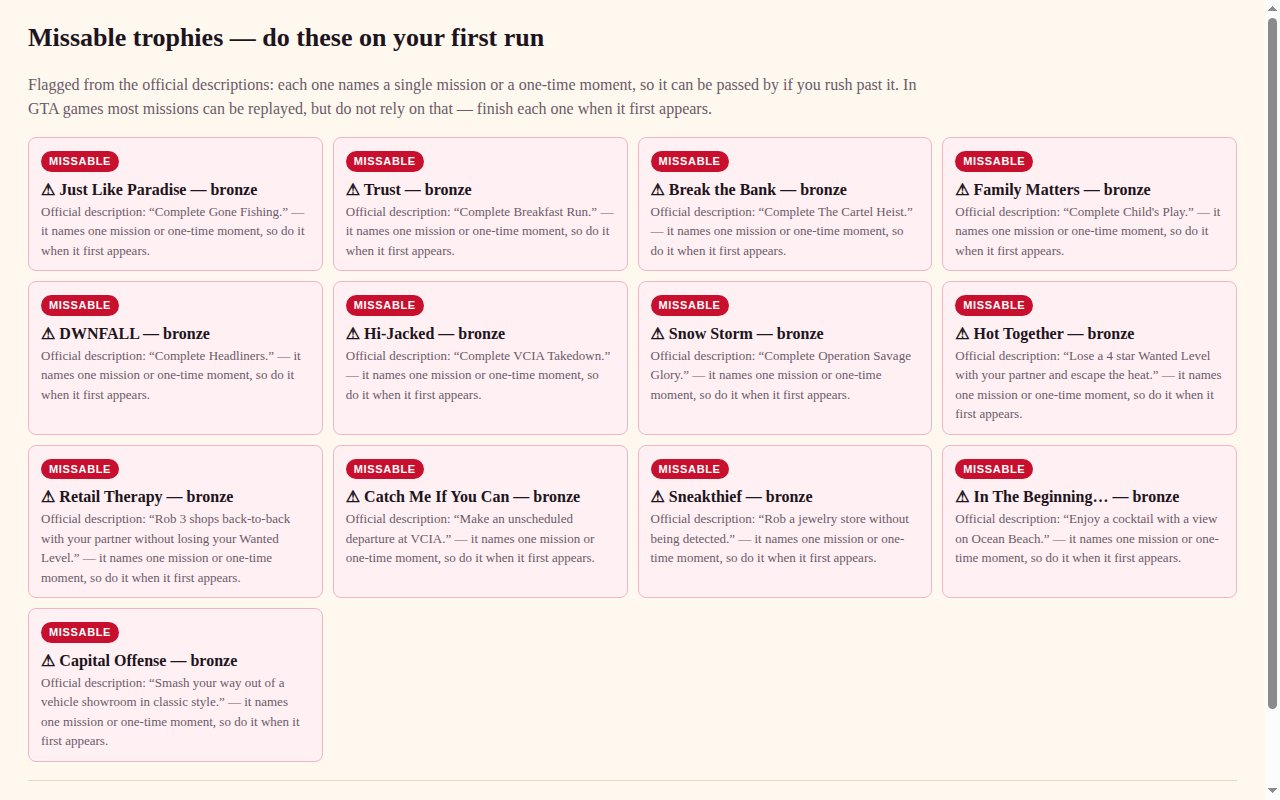 Missable trophies — do these on your first run
Flagged from the official descriptions: each one names a single mission or a one-time moment, so it can be passed by if you rush past it. In
GTA games most missions can be replayed, but do not rely on that — finish each one when it first appears.
MISSABLE
⚠ Just Like Paradise — bronze
Official description: “Complete Gone Fishing.” —
it names one mission or one-time moment, so do it
when it first appears.
MISSABLE
⚠ Trust — bronze
Official description: “Complete Breakfast Run.” —
it names one mission or one-time moment, so do it
when it first appears.
MISSABLE
⚠ Break the Bank — bronze
Official description: “Complete The Cartel Heist.”
— it names one mission or one-time moment, so
do it when it first appears.
MISSABLE
⚠ Family Matters — bronze
Official description: “Complete Child's Play.” — it
names one mission or one-time moment, so do it
when it first appears.
MISSABLE
⚠ DWNFALL — bronze
Official description: “Complete Headliners.” — it
names one mission or one-time moment, so do it
when it first appears.
MISSABLE
⚠ Hi-Jacked — bronze
Official description: “Complete VCIA Takedown.”
— it names one mission or one-time moment, so
do it when it first appears.
MISSABLE
⚠ Snow Storm — bronze
Official description: “Complete Operation Savage
Glory.” — it names one mission or one-time
moment, so do it when it first appears.
MISSABLE
⚠ Hot Together — bronze
Official description: “Lose a 4 star Wanted Level
with your partner and escape the heat.” — it names
one mission or one-time moment, so do it when it
first appears.
MISSABLE
⚠ Retail Therapy — bronze
Official description: “Rob 3 shops back-to-back
with your partner without losing your Wanted
Level.” — it names one mission or one-time
moment, so do it when it first appears.
MISSABLE
⚠ Catch Me If You Can — bronze
Official description: “Make an unscheduled
departure at VCIA.” — it names one mission or
one-time moment, so do it when it first appears.
MISSABLE
⚠ Sneakthief — bronze
Official description: “Rob a jewelry store without
being detected.” — it names one mission or one-
time moment, so do it when it first appears.
MISSABLE
⚠ In The Beginning… — bronze
Official description: “Enjoy a cocktail with a view
on Ocean Beach.” — it names one mission or one-
time moment, so do it when it first appears.
MISSABLE
⚠ Capital Offense — bronze
Official description: “Smash your way out of a
vehicle showroom in classic style.” — it names
one mission or one-time moment, so do it when it
first appears.